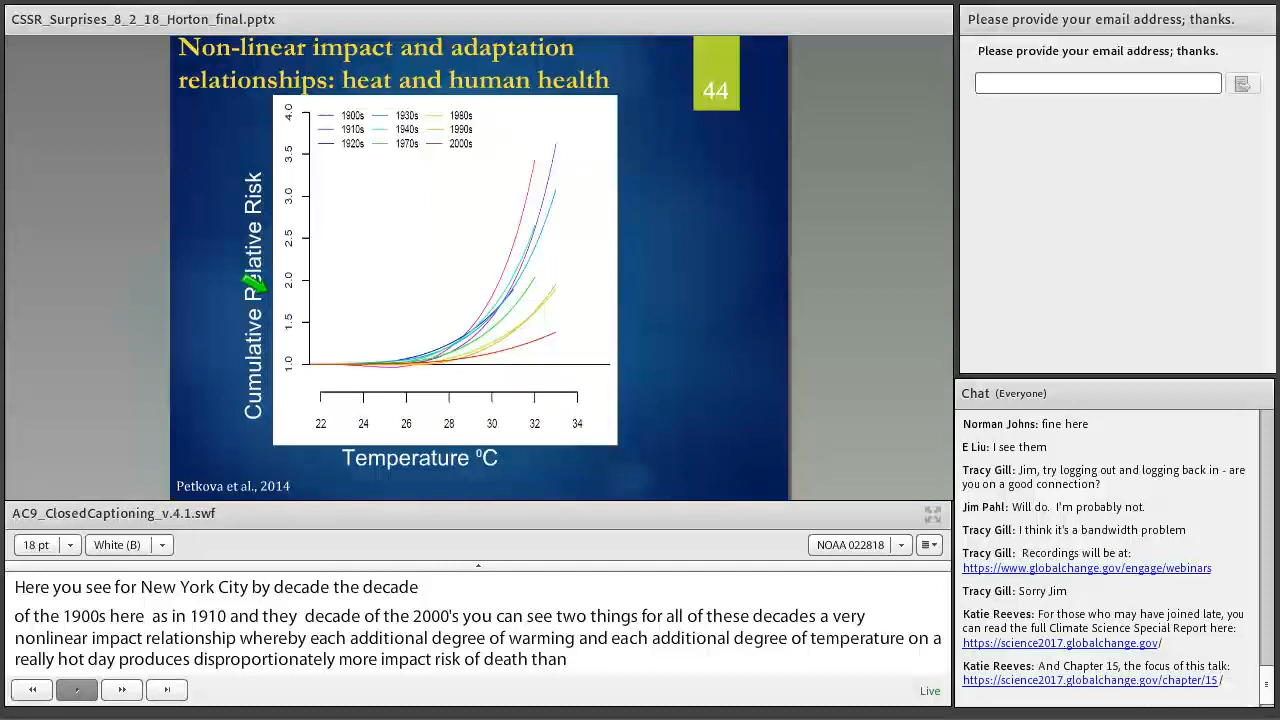 CSSR_Surprises_8_2_18_Horton_final.pptx
Non-linear impact and adaptation
relationships: heat and human health
44
Cumulative Relative Risk
4.0
3.5
3.0
2.5
2.0
1.5
1.0
1900s 1930s 1980s
1910s 1940s 1990s
1920s 1970s 2000s
22 24 26 28 30 32 34
Temperature ⁰C
Petkova et al., 2014
AC9_ClosedCaptioning_v.4.1.swf
18 pt White (B) NOAA 022818
Here you see for New York City by decade the decade
of the 1900s here as in 1910 and they decade of the 2000's you can see two things for all of these decades a very
nonlinear impact relationship whereby each additional degree of warming and each additional degree of temperature on a
really hot day produces disproportionately more impact risk of death than
Live
Please provide your email address; thanks.
Please provide your email address; thanks.
Chat (Everyone)
Norman Johns: fine here
E Liu: I see them
Tracy Gill: Jim, try logging out and logging back in - are
you on a good connection?
Jim Pahl: Will do. I'm probably not.
Tracy Gill: I think it's a bandwidth problem
Tracy Gill: Recordings will be at:
https://www.globalchange.gov/engage/webinars
Tracy Gill: Sorry Jim
Katie Reeves: For those who may have joined late, you
can read the full Climate Science Special Report here:
https://science2017.globalchange.gov/
Katie Reeves: And Chapter 15, the focus of this talk:
https://science2017.globalchange.gov/chapter/15/